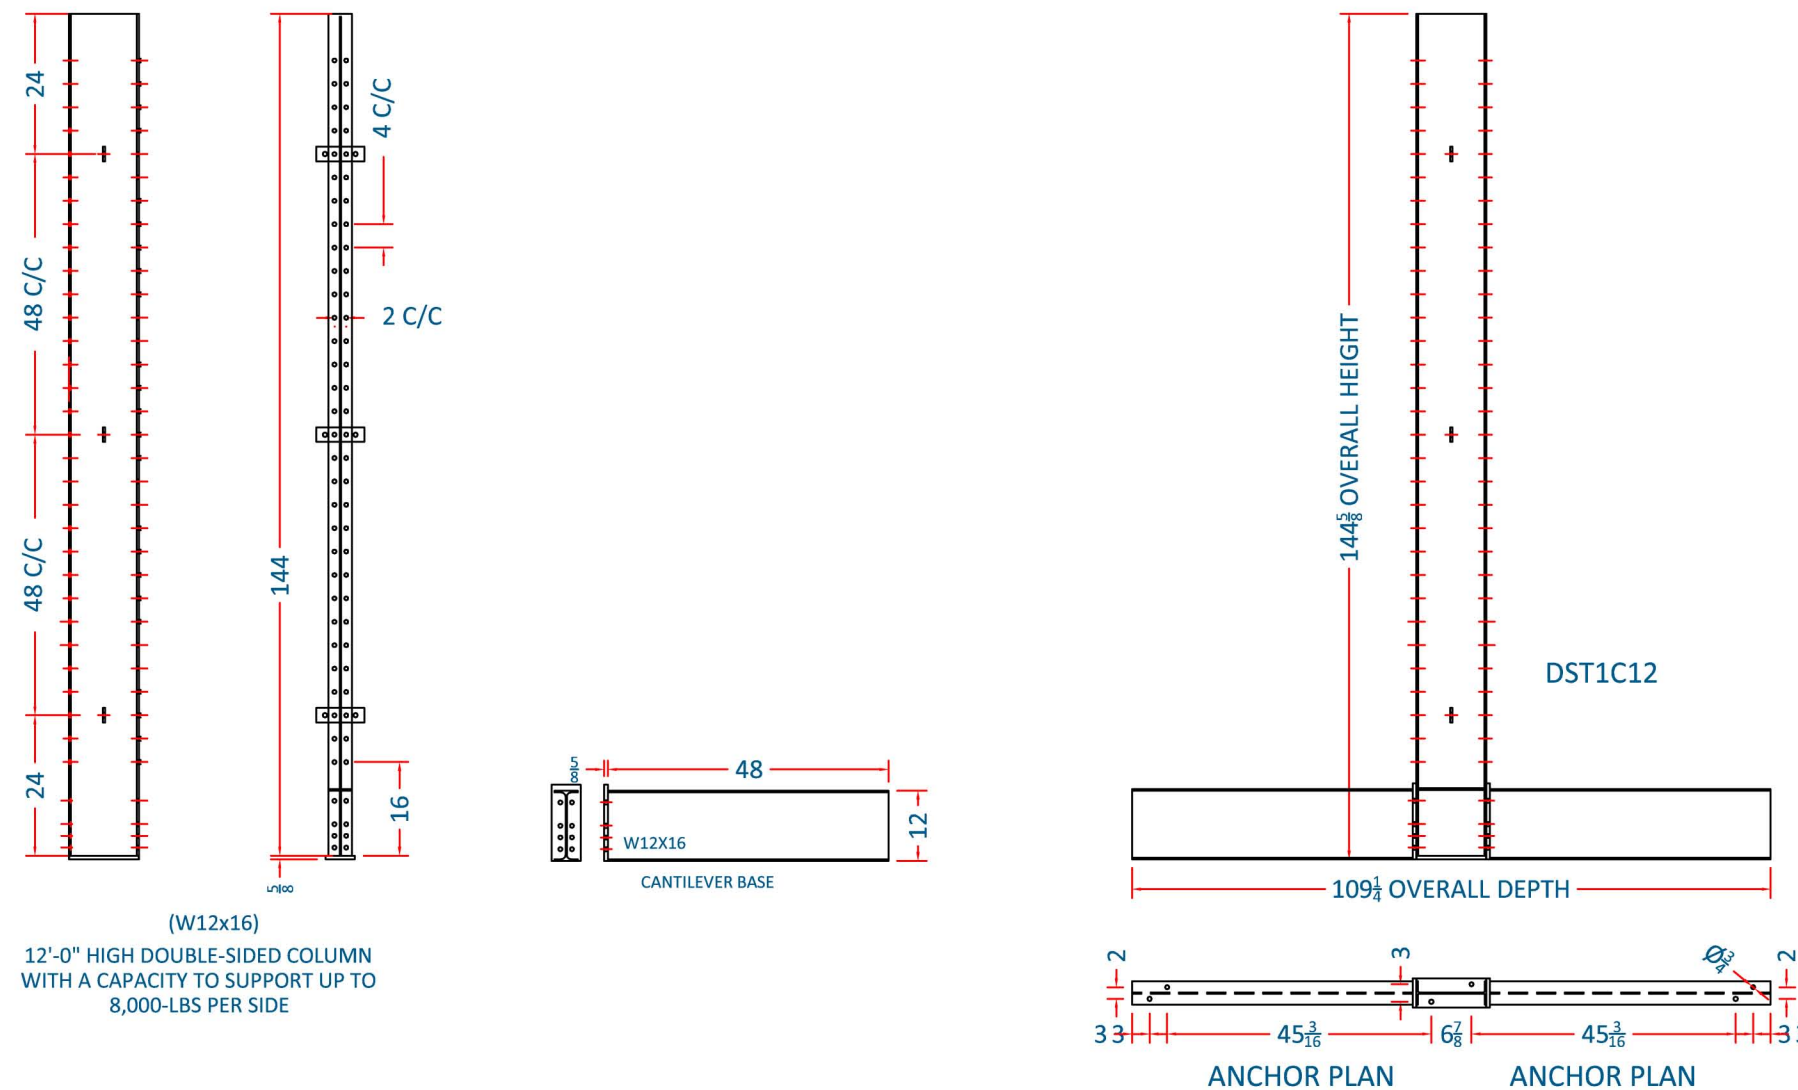 24
48 C/C
48 C/C
24
144
5/8
4 C/C
2 C/C
16
(W12x16)
12'-0" HIGH DOUBLE-SIDED COLUMN
WITH A CAPACITY TO SUPPORT UP TO
8,000-LBS PER SIDE
5/8
48
12
W12X16
CANTILEVER BASE
144 5/8 OVERALL HEIGHT
DST1C12
109 1/4 OVERALL DEPTH
2
3
Ø 3/4
2
3 3
45 3/16
6 7/8
45 3/16
3
ANCHOR PLAN
ANCHOR PLAN